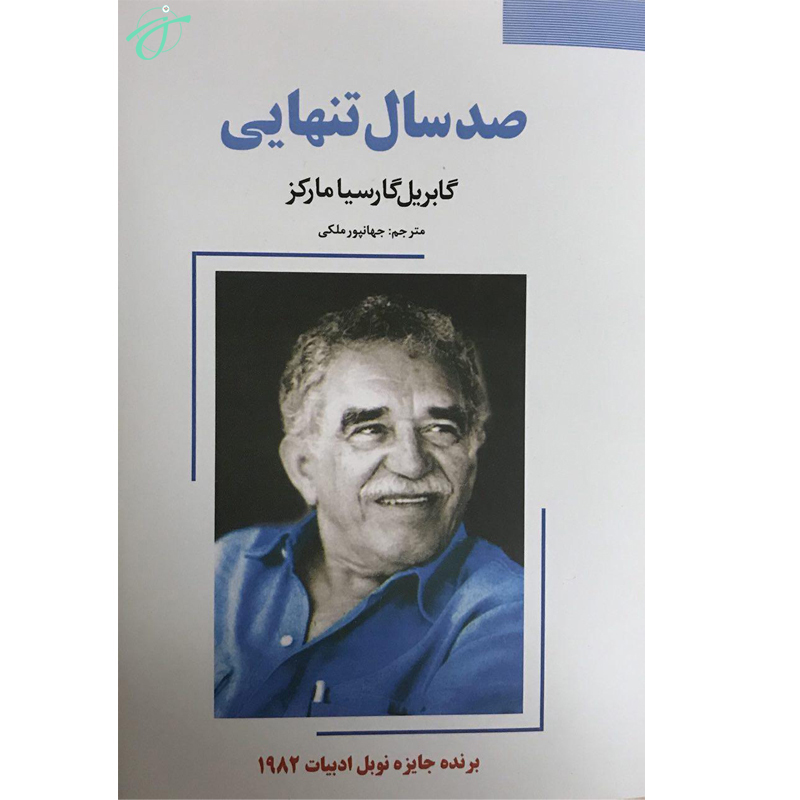 صد سال تنهایی
گابریل گارسیا مارکز
مترجم: جهانپور ملکی
برنده جایزه نوبل ادبیات ۱۹۸۲